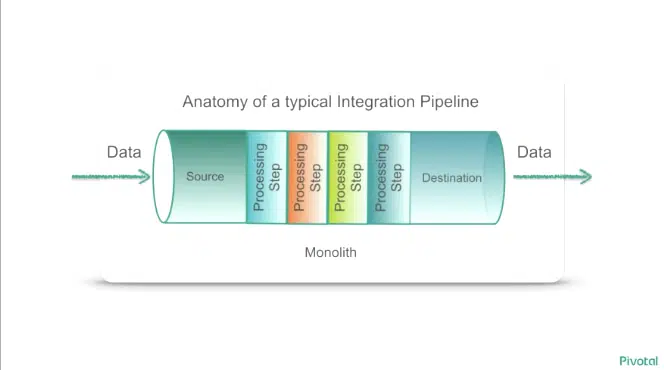 Anatomy of a typical Integration Pipeline
Data
Source
Processing
Step
Processing
Step
Processing
Step
Processing
Step
Destination
Data
Monolith
Pivotal